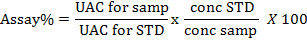 Assay% = UAC for samp / UAC for STD x conc STD / conc samp X 100